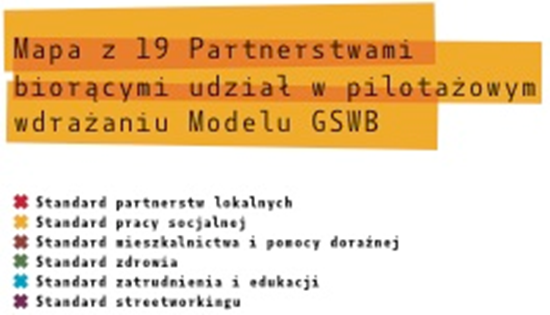 Mapa z 19 Partnerstwami
biorącymi udział w pilotażowym
wdrażaniu Modelu GSWB
Standard partnerstw lokalnych
Standard pracy socjalnej
Standard mieszkalnictwa i pomocy doraźnej
Standard zdrowia
Standard zatrudnienia i edukacji
Standard streetworkingu